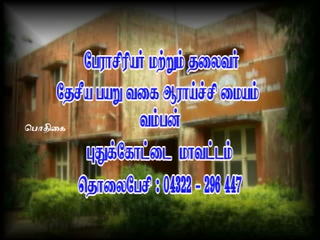 பேராசிரியர் மற்றும் தலைவர்
தேசிய பயறு வகை ஆராய்ச்சி மையம்
வம்பன்
பொதிகை
புதுக்கோட்டை மாவட்டம்
தொலைபேசி : 04322 - 296 447